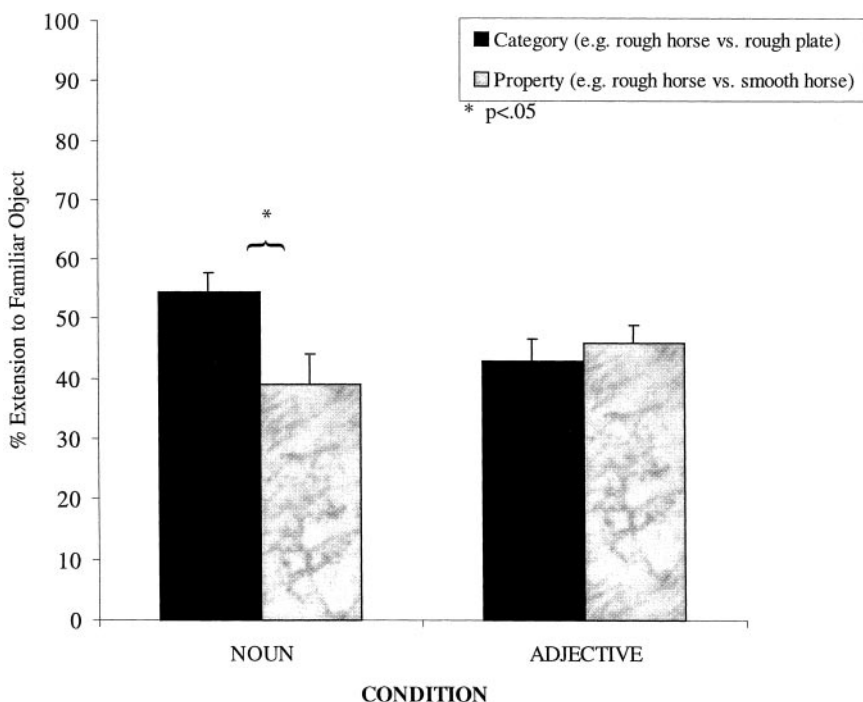 100
90
80
70
60
50
40
30
20
10
0
% Extension to Familiar Object
Category (e.g. rough horse vs. rough plate)
Property (e.g. rough horse vs. smooth horse)
* p<.05
*
NOUN
ADJECTIVE
CONDITION